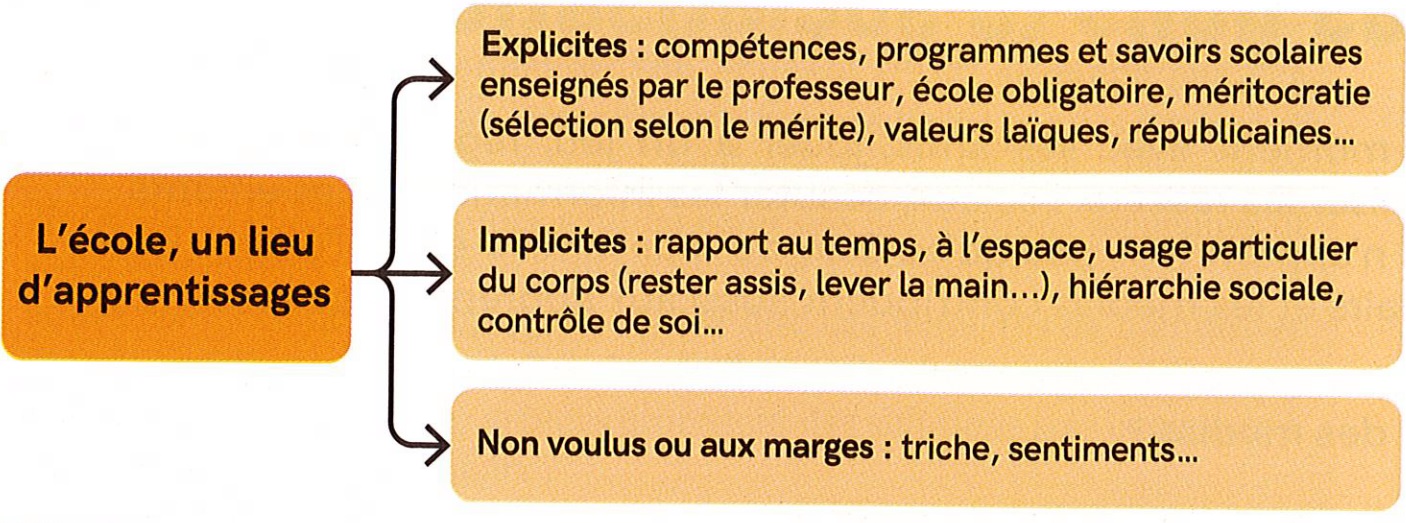 L'école, un lieu
d'apprentissages
Explicites : compétences, programmes et savoirs scolaires
enseignés par le professeur, école obligatoire, méritocratie
(sélection selon le mérite), valeurs laïques, républicaines...
Implicites : rapport au temps, à l'espace, usage particulier
du corps (rester assis, lever la main...), hiérarchie sociale,
contrôle de soi...
Non voulus ou aux marges : triche, sentiments...